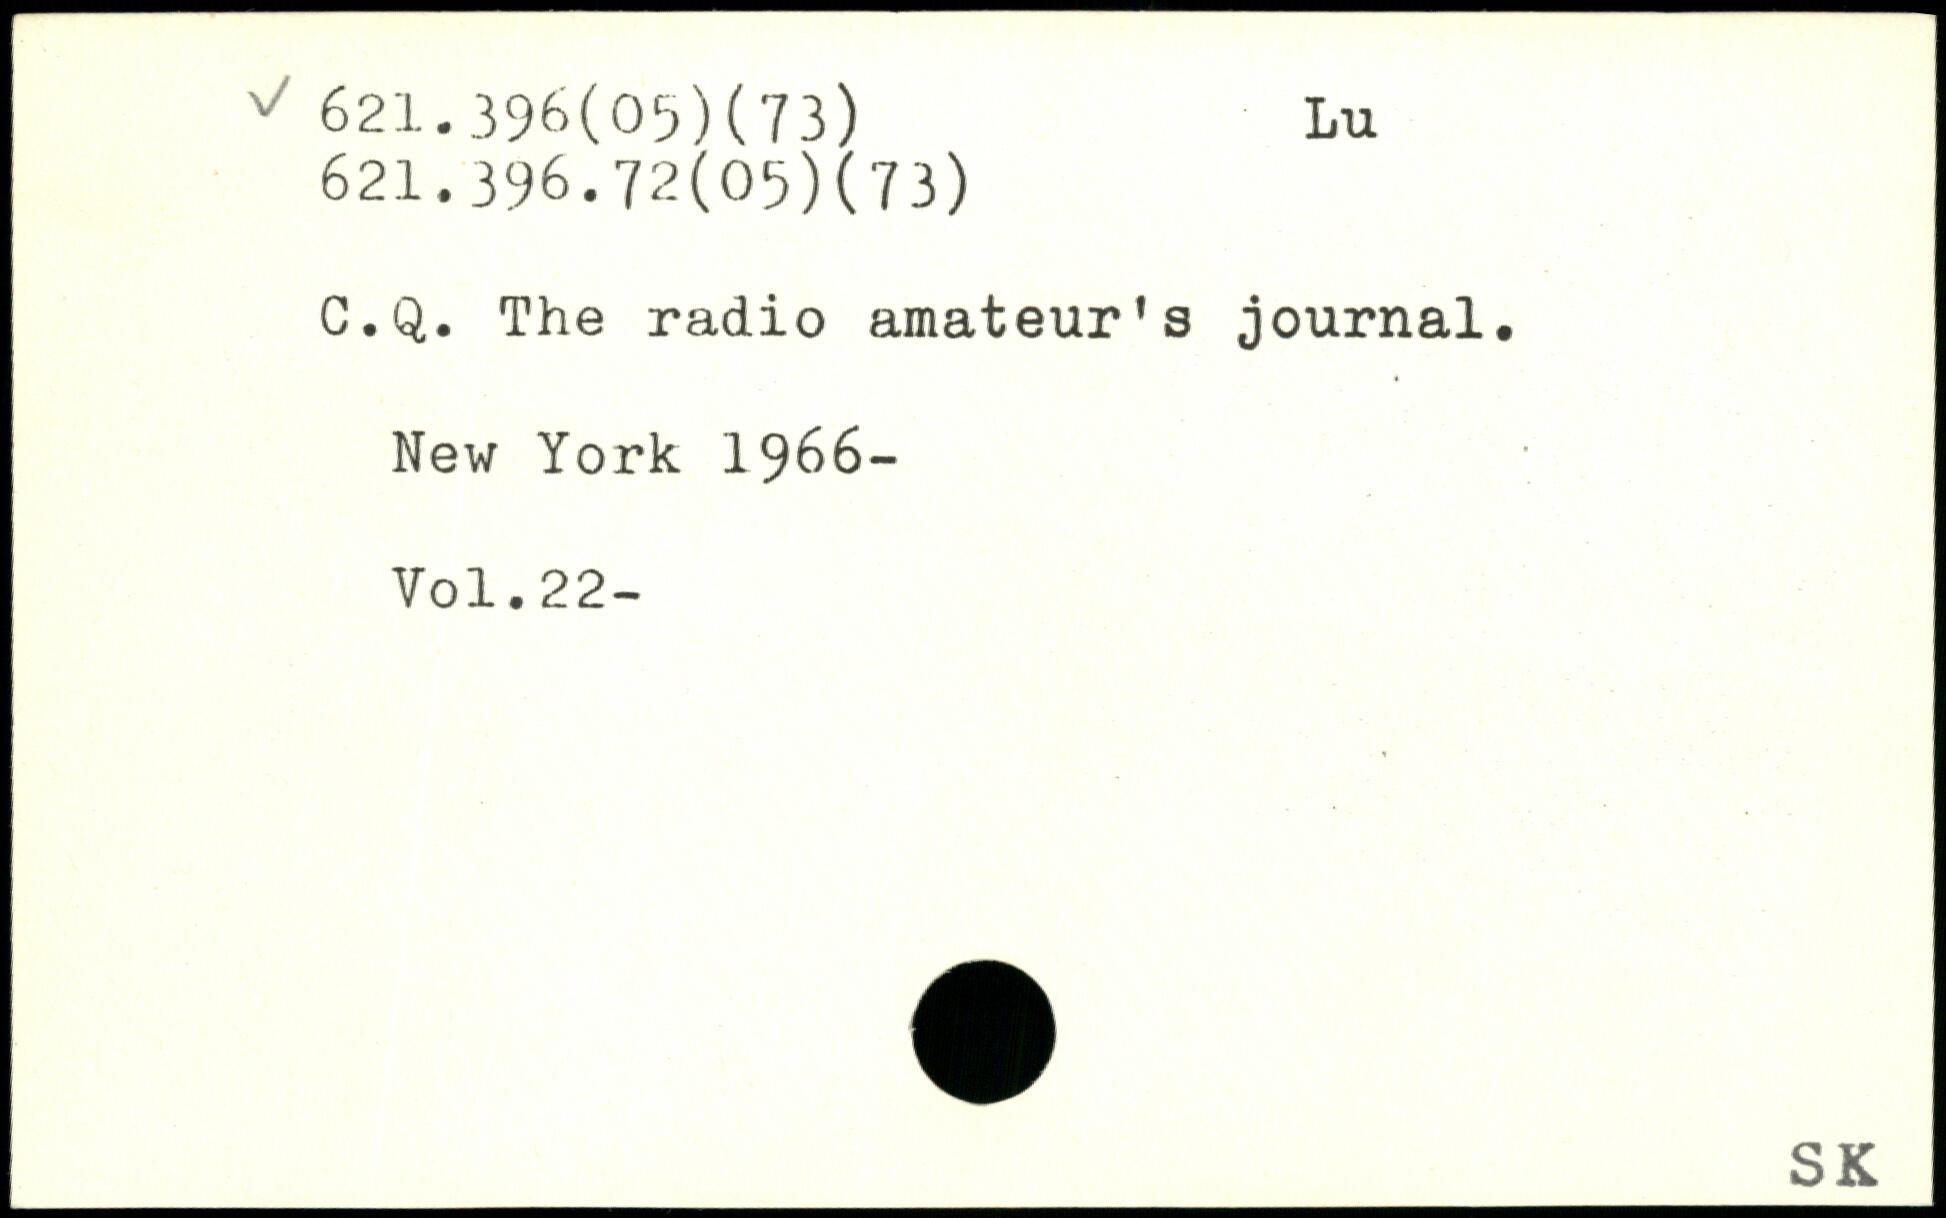 ✓ 621.396(05)(73) Lu
621.396.72(05)(73)
C.Q. The radio amateur's journal.
New York 1966-
Vol.22-
SK